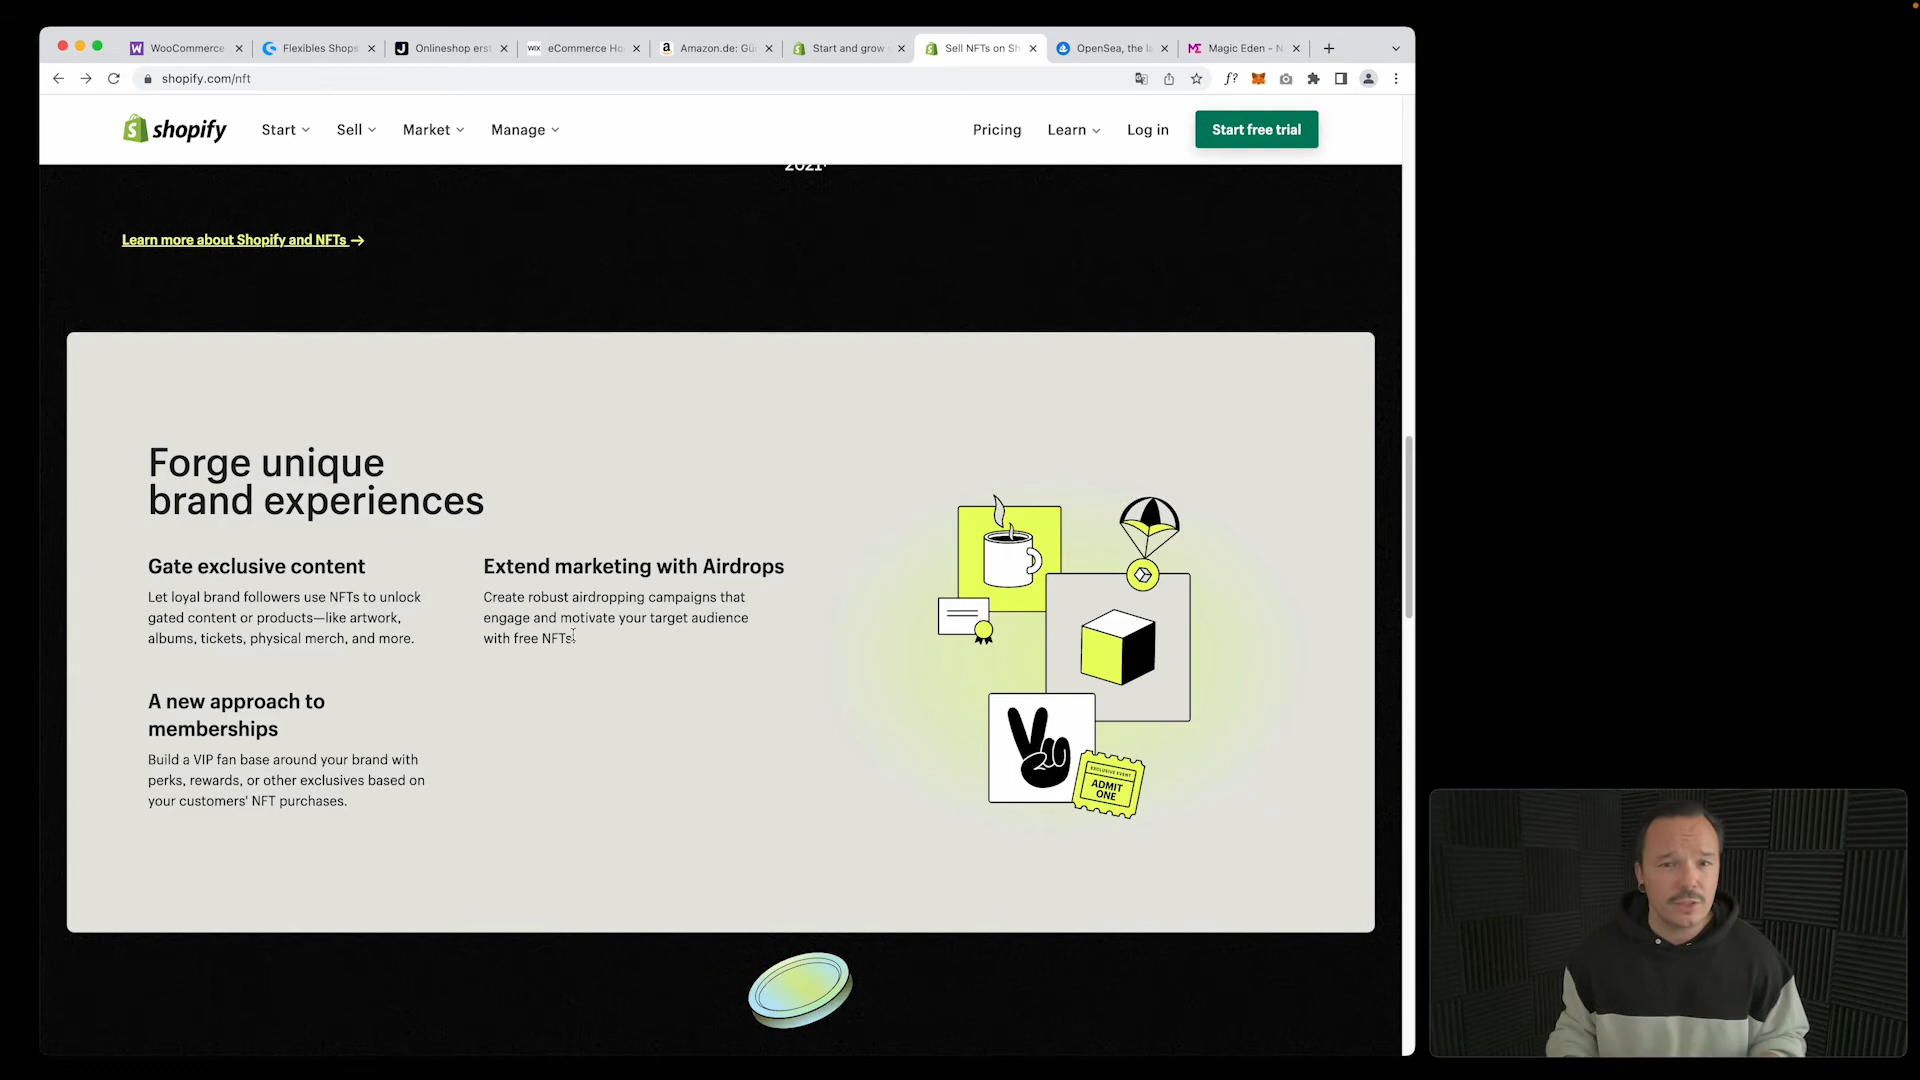 WooCommerce
Flexibles Shops
Onlineshop erst
WIX eCommerce Ho
Amazon.de: Gü
Start and grow
Sell NFTs on Sh
OpenSea, the la
Magic Eden - N
shopify.com/nft
shopify
Start
Sell
Market
Manage
Pricing
Learn
Log in
Start free trial
2021.
Learn more about Shopify and NFTs →
Forge unique
brand experiences
Gate exclusive content
Let loyal brand followers use NFTs to unlock
gated content or products—like artwork,
albums, tickets, physical merch, and more.
Extend marketing with Airdrops
Create robust airdropping campaigns that
engage and motivate your target audience
with free NFTs.
A new approach to
memberships
Build a VIP fan base around your brand with
perks, rewards, or other exclusives based on
your customers' NFT purchases.
EXCLUSIVE EVENT
ADMIT
ONE